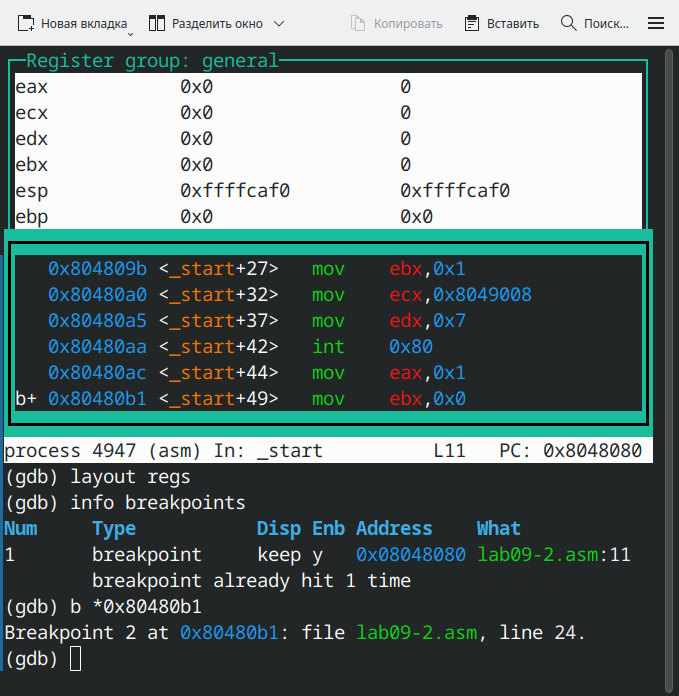 Новая вкладка Разделить окно Копировать Вставить Поиск...
Register group: general
eax 0x0 0
ecx 0x0 0
edx 0x0 0
ebx 0x0 0
esp 0xffffcaf0 0xffffcaf0
ebp 0x0 0x0
0x804809b <_start+27> mov ebx,0x1
0x80480a0 <_start+32> mov ecx,0x8049008
0x80480a5 <_start+37> mov edx,0x7
0x80480aa <_start+42> int 0x80
0x80480ac <_start+44> mov eax,0x1
b+ 0x80480b1 <_start+49> mov ebx,0x0
process 4947 (asm) In: _start L11 PC: 0x8048080
(gdb) layout regs
(gdb) info breakpoints
Num Type Disp Enb Address What
1 breakpoint keep y 0x08048080 lab09-2.asm:11
breakpoint already hit 1 time
(gdb) b *0x80480b1
Breakpoint 2 at 0x80480b1: file lab09-2.asm, line 24.
(gdb)